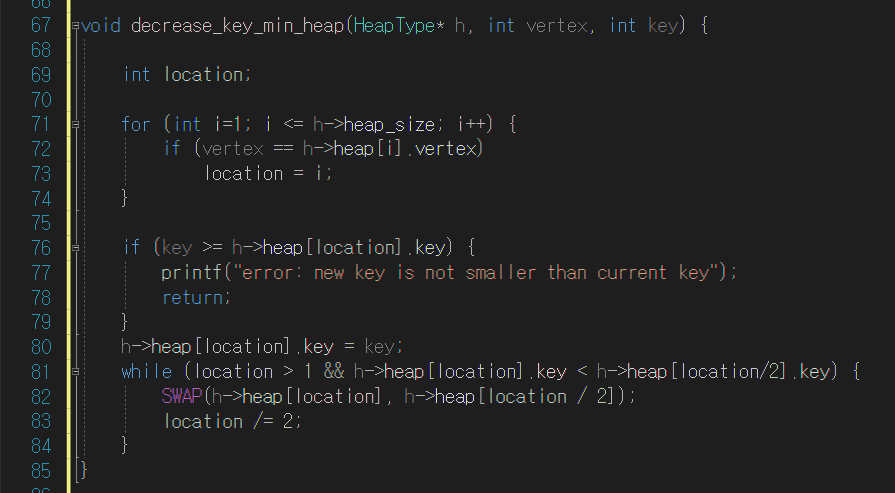 66
67 void decrease_key_min_heap(HeapType* h, int vertex, int key) {
68
69 int location;
70
71 for (int i=1; i <= h->heap_size; i++) {
72 if (vertex == h->heap[i].vertex)
73 location = i;
74 }
75
76 if (key >= h->heap[location].key) {
77 printf("error: new key is not smaller than current key");
78 return;
79 }
80 h->heap[location].key = key;
81 while (location > 1 && h->heap[location].key < h->heap[location/2].key) {
82 SWAP(h->heap[location], h->heap[location / 2]);
83 location /= 2;
84 }
85 }
86